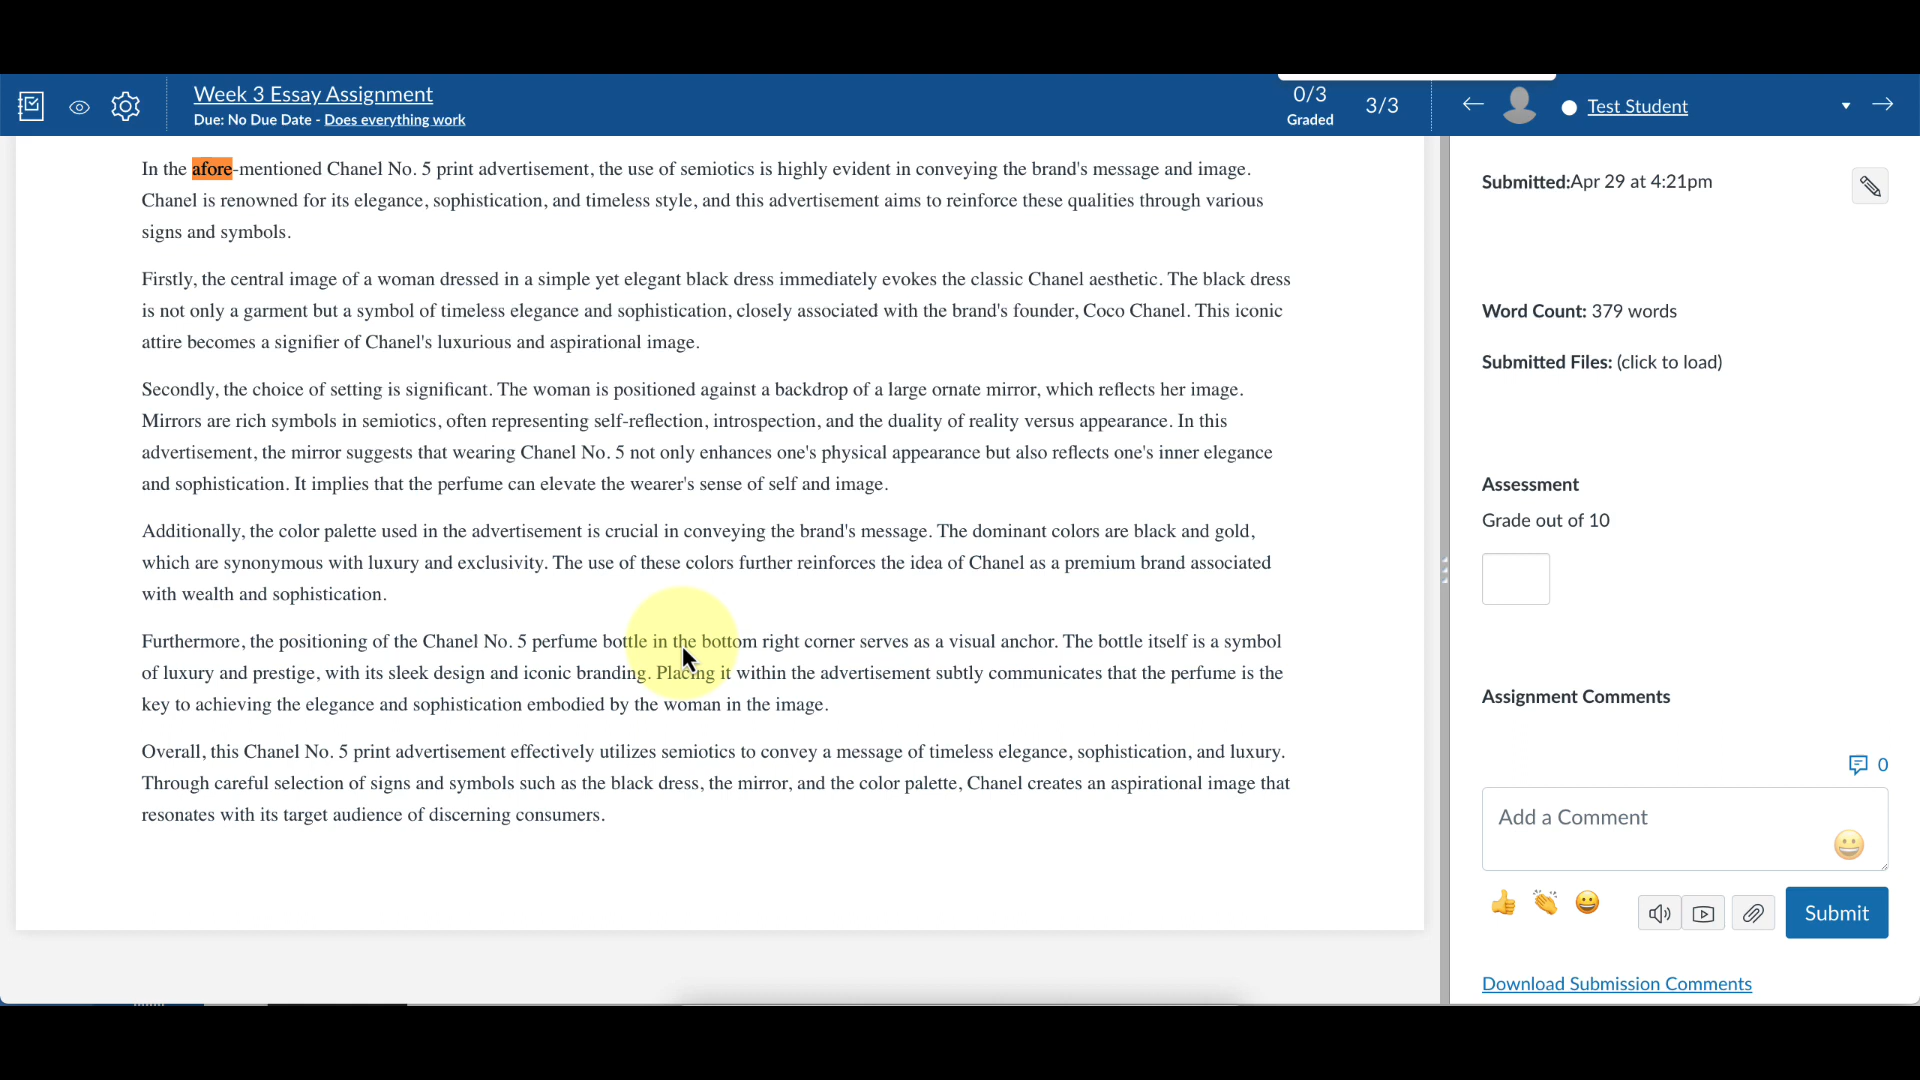 Week 3 Essay Assignment
Due: No Due Date - Does everything work
0/3
Graded
3/3
Test Student
In the afore-mentioned Chanel No. 5 print advertisement, the use of semiotics is highly evident in conveying the brand's message and image.
Chanel is renowned for its elegance, sophistication, and timeless style, and this advertisement aims to reinforce these qualities through various
signs and symbols.
Firstly, the central image of a woman dressed in a simple yet elegant black dress immediately evokes the classic Chanel aesthetic. The black dress
is not only a garment but a symbol of timeless elegance and sophistication, closely associated with the brand's founder, Coco Chanel. This iconic
attire becomes a signifier of Chanel's luxurious and aspirational image.
Secondly, the choice of setting is significant. The woman is positioned against a backdrop of a large ornate mirror, which reflects her image.
Mirrors are rich symbols in semiotics, often representing self-reflection, introspection, and the duality of reality versus appearance. In this
advertisement, the mirror suggests that wearing Chanel No. 5 not only enhances one's physical appearance but also reflects one's inner elegance
and sophistication. It implies that the perfume can elevate the wearer's sense of self and image.
Additionally, the color palette used in the advertisement is crucial in conveying the brand's message. The dominant colors are black and gold,
which are synonymous with luxury and exclusivity. The use of these colors further reinforces the idea of Chanel as a premium brand associated
with wealth and sophistication.
Furthermore, the positioning of the Chanel No. 5 perfume bottle in the bottom right corner serves as a visual anchor. The bottle itself is a symbol
of luxury and prestige, with its sleek design and iconic branding. Placing it within the advertisement subtly communicates that the perfume is the
key to achieving the elegance and sophistication embodied by the woman in the image.
Overall, this Chanel No. 5 print advertisement effectively utilizes semiotics to convey a message of timeless elegance, sophistication, and luxury.
Through careful selection of signs and symbols such as the black dress, the mirror, and the color palette, Chanel creates an aspirational image that
resonates with its target audience of discerning consumers.
Submitted:Apr 29 at 4:21pm
Word Count: 379 words
Submitted Files: (click to load)
Assessment
Grade out of 10
Assignment Comments
0
Add a Comment
Submit
Download Submission Comments